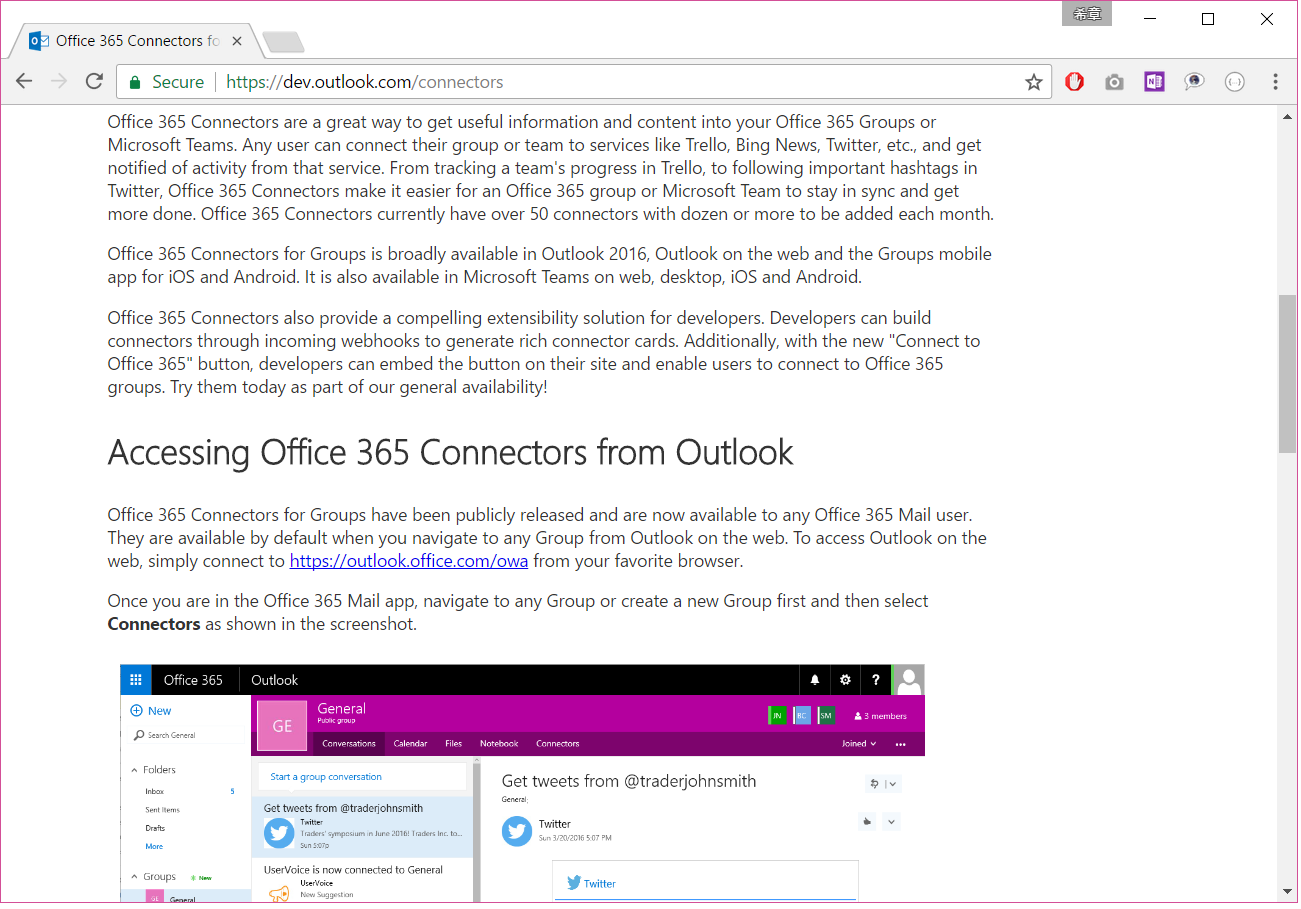 希章
Office 365 Connectors fo
Secure
https://dev.outlook.com/connectors
Office 365 Connectors are a great way to get useful information and content into your Office 365 Groups or
Microsoft Teams. Any user can connect their group or team to services like Trello, Bing News, Twitter, etc., and get
notified of activity from that service. From tracking a team's progress in Trello, to following important hashtags in
Twitter, Office 365 Connectors make it easier for an Office 365 group or Microsoft Team to stay in sync and get
more done. Office 365 Connectors currently have over 50 connectors with dozen or more to be added each month.
Office 365 Connectors for Groups is broadly available in Outlook 2016, Outlook on the web and the Groups mobile
app for iOS and Android. It is also available in Microsoft Teams on web, desktop, iOS and Android.
Office 365 Connectors also provide a compelling extensibility solution for developers. Developers can build
connectors through incoming webhooks to generate rich connector cards. Additionally, with the new "Connect to
Office 365" button, developers can embed the button on their site and enable users to connect to Office 365
groups. Try them today as part of our general availability!
Accessing Office 365 Connectors from Outlook
Office 365 Connectors for Groups have been publicly released and are now available to any Office 365 Mail user.
They are available by default when you navigate to any Group from Outlook on the web. To access Outlook on the
web, simply connect to https://outlook.office.com/owa from your favorite browser.
Once you are in the Office 365 Mail app, navigate to any Group or create a new Group first and then select
Connectors as shown in the screenshot.
Office 365 Outlook ?
New
Search General
Folders
Inbox 5
Sent Items
Drafts
More
Groups New
GE General
GE
General
Public group
JN BC SM 3 members
Conversations Calendar Files Notebook Connectors Joined
Start a group conversation
Get tweets from @traderjohnsmith
Twitter
Traders' symposium in June 2016! Traders Inc. to...
Sun 5:07p
UserVoice is now connected to General
UserVoice
New Suggestion
Get tweets from @traderjohnsmith
General;
Twitter
Sun 3/20/2016 5:07 PM
Twitter